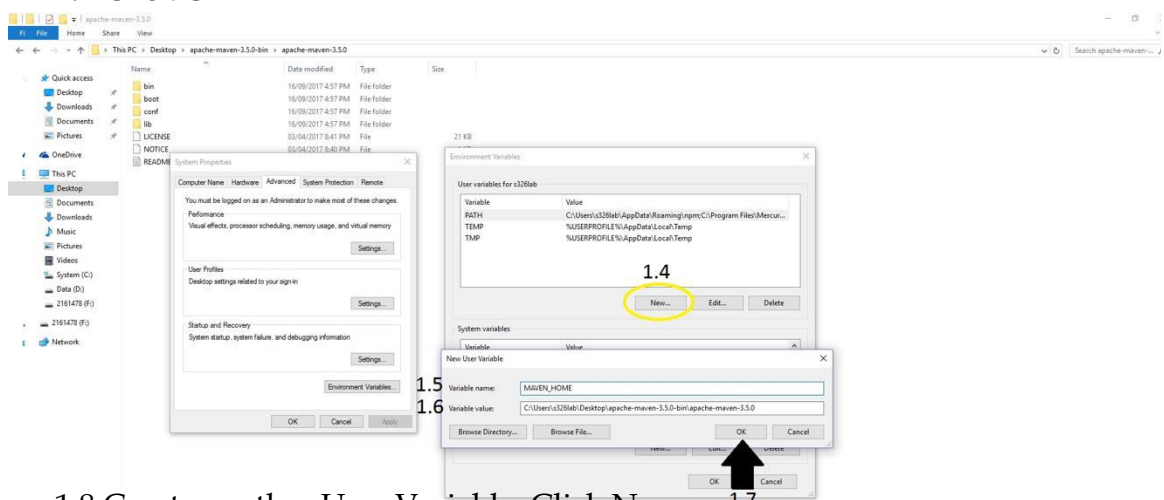 apache-maven-3.5.0
File Home Share View
This PC > Desktop > apache-maven-3.5.0-bin > apache-maven-3.5.0
Search apache-maven-...
Name Date modified Type Size
Quick access
Desktop
Downloads
Documents
Pictures
OneDrive
This PC
Desktop
Documents
Downloads
Music
Pictures
Videos
System (C:)
Data (D:)
2161478 (F:)
2161478 (F:)
Network
bin 16/09/2017 4:57 PM File folder
boot 16/09/2017 4:57 PM File folder
conf 16/09/2017 4:57 PM File folder
lib 16/09/2017 4:57 PM File folder
LICENSE 03/04/2017 8:41 PM File 21 KB
NOTICE 03/04/2017 8:40 PM File
README
System Properties
Computer Name Hardware Advanced System Protection Remote
You must be logged on as an Administrator to make most of these changes.
Performance
Visual effects, processor scheduling, memory usage, and virtual memory
Settings...
User Profiles
Desktop settings related to your sign-in
Settings...
Startup and Recovery
System startup, system failure, and debugging information
Settings...
Environment Variables...
OK Cancel Apply
Environment Variables
User variables for s326lab
Variable Value
PATH C:\Users\s326lab\AppData\Roaming\npm;C:\Program Files\Mercur...
TEMP %USERPROFILE%\AppData\Local\Temp
TMP %USERPROFILE%\AppData\Local\Temp
1.4
New... Edit... Delete
System variables
Variable Value
New User Variable
1.5 Variable name: MAVEN_HOME
1.6 Variable value: C:\Users\s326lab\Desktop\apache-maven-3.5.0-bin\apache-maven-3.5.0
Browse Directory... Browse File... OK Cancel
New... Edit... Delete
OK Cancel
1.7